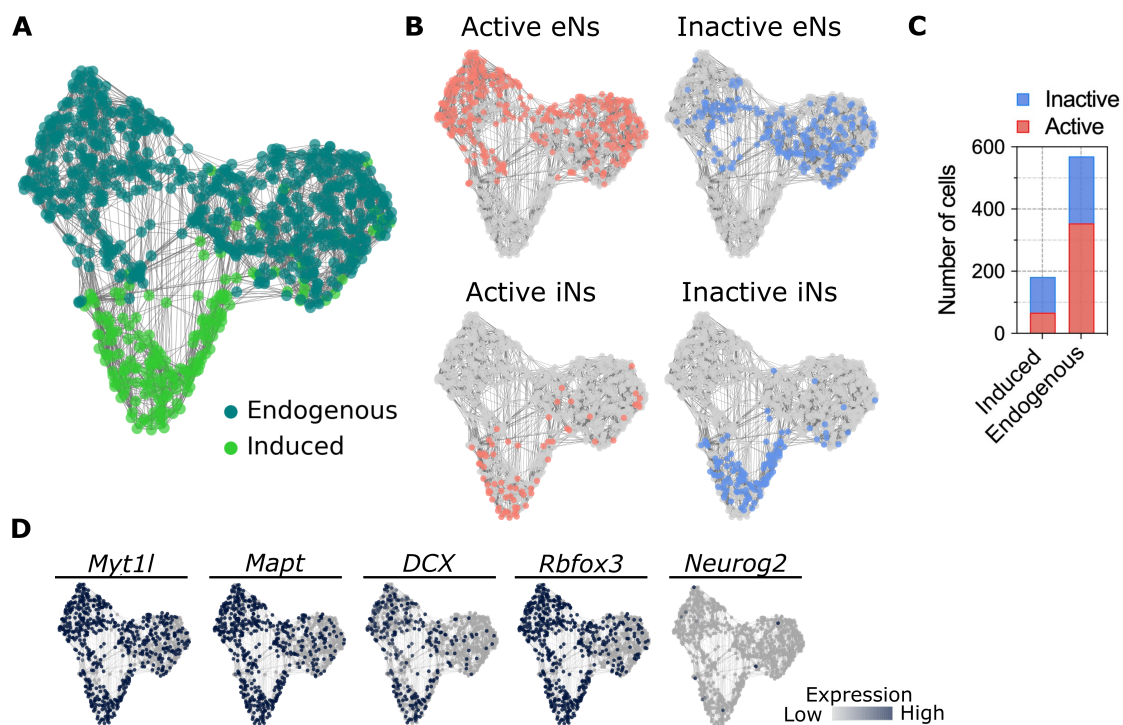 A
Endogenous
Induced
B
Active eNs
Inactive eNs
Active iNs
Inactive iNs
C
Inactive
Active
Number of cells
600
400
200
0
Induced
Endogenous
D
Myt1l
Mapt
DCX
Rbfox3
Neurog2
Expression
Low
High